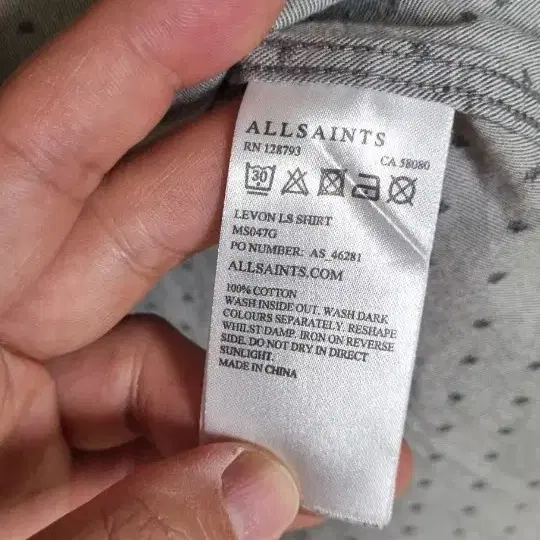 ALLSAINTS
RN 128793 CA 58080
30
LEVON LS SHIRT
MS047G
PO NUMBER: AS_46281
ALLSAINTS.COM
100% COTTON
WASH INSIDE OUT. WASH DARK
COLOURS SEPARATELY. RESHAPE
WHILST DAMP. IRON ON REVERSE
SIDE. DO NOT DRY IN DIRECT
SUNLIGHT.
MADE IN CHINA